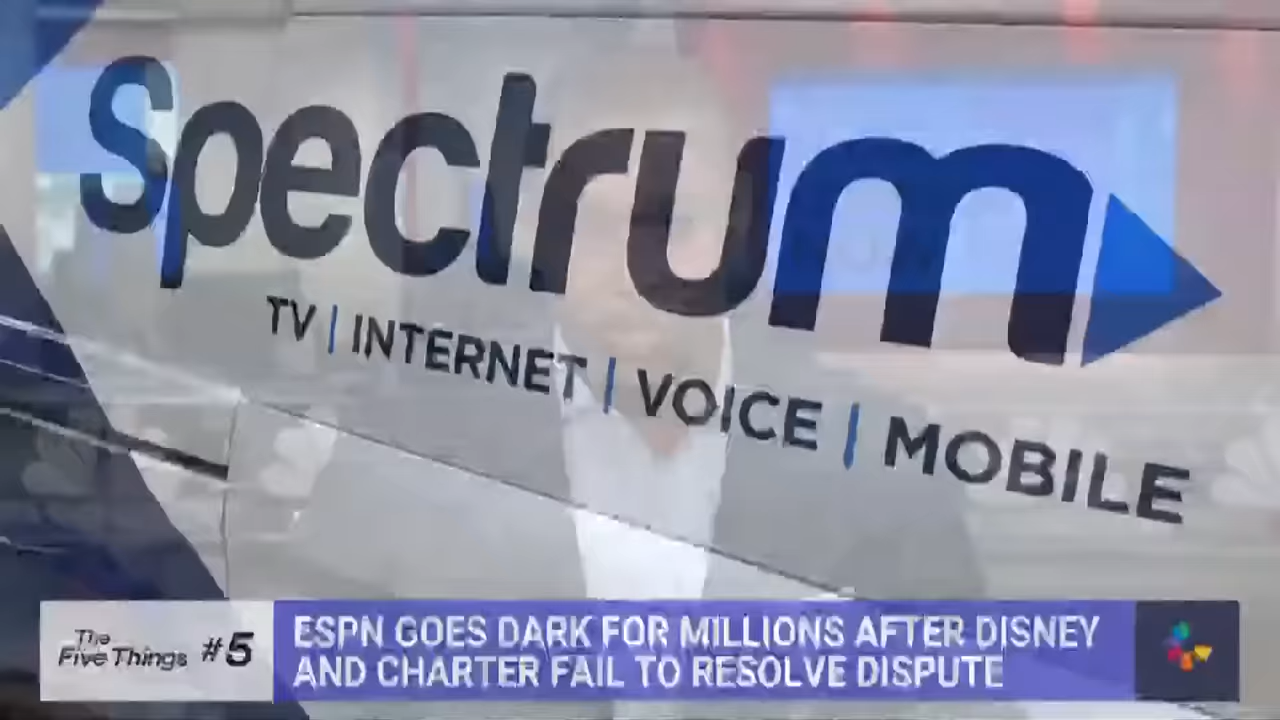 Spectrum
TV | INTERNET | VOICE | MOBILE
The
Five Things #5
ESPN GOES DARK FOR MILLIONS AFTER DISNEY
AND CHARTER FAIL TO RESOLVE DISPUTE